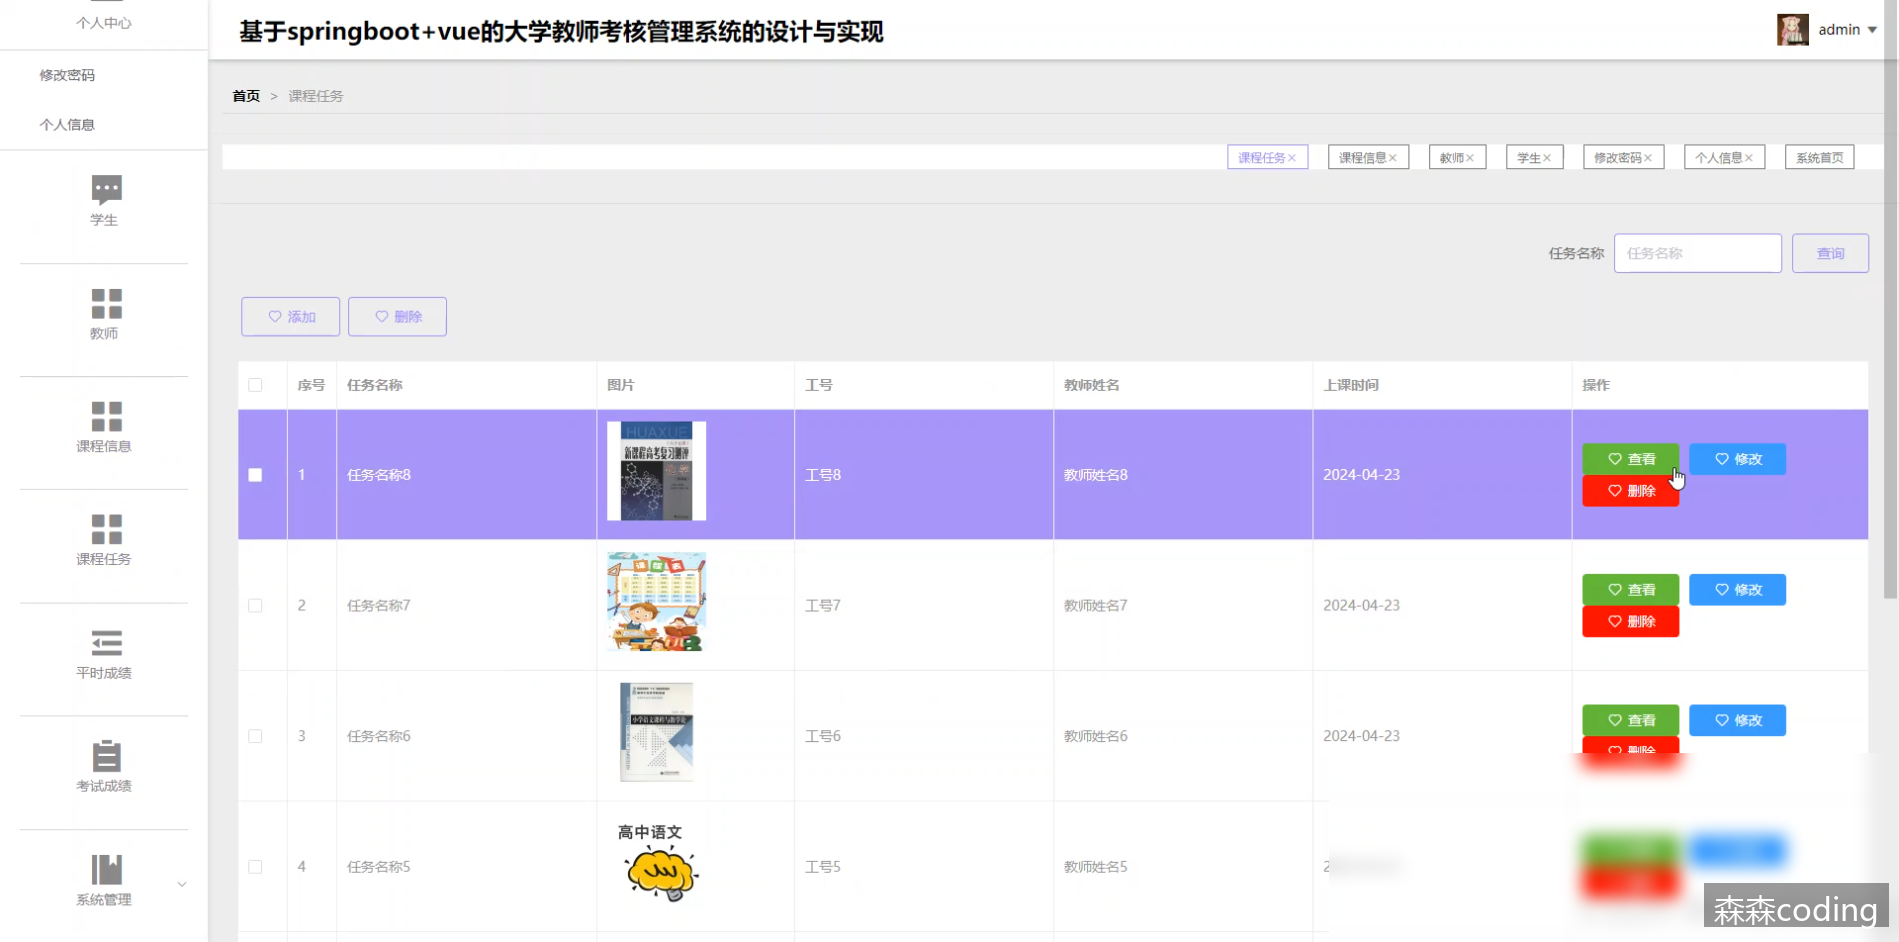 个人中心
修改密码
个人信息
学生
教师
课程信息
课程任务
平时成绩
考试成绩
系统管理
基于springboot+vue的大学教师考核管理系统的设计与实现
admin
首页 > 课程任务
课程任务× 课程信息× 教师× 学生× 修改密码× 个人信息× 系统首页
任务名称 任务名称 查询
添加 删除
序号 任务名称 图片 工号 教师姓名 上课时间 操作
HUAXUE
新课程高考复习测评
1 任务名称8 工号8 教师姓名8 2024-04-23 查看 修改
删除
课程表
2 任务名称7 工号7 教师姓名7 2024-04-23 查看 修改
删除
小学语文课程与教学论
3 任务名称6 工号6 教师姓名6 2024-04-23 查看 修改
删除
高中语文
4 任务名称5 工号5 教师姓名5
森森coding